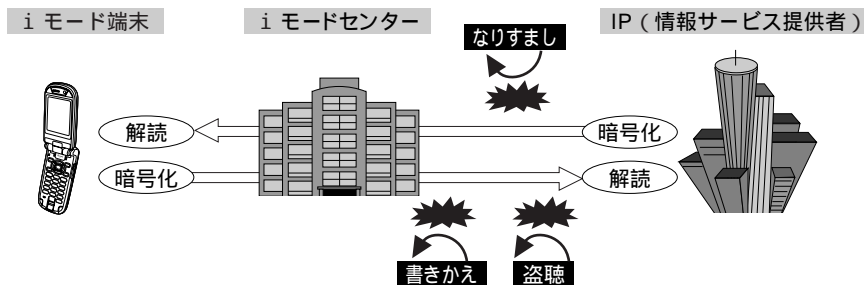 i モード端末
i モードセンター
IP(情報サービス提供者)
なりすまし
解読
暗号化
暗号化
解読
書きかえ
盗聴